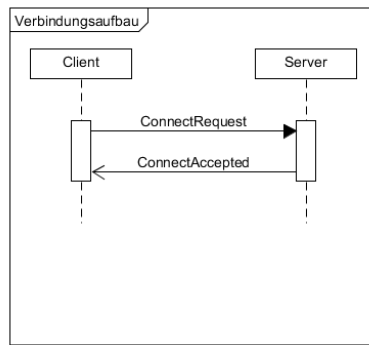 Verbindungsaufbau
Client
Server
ConnectRequest
ConnectAccepted